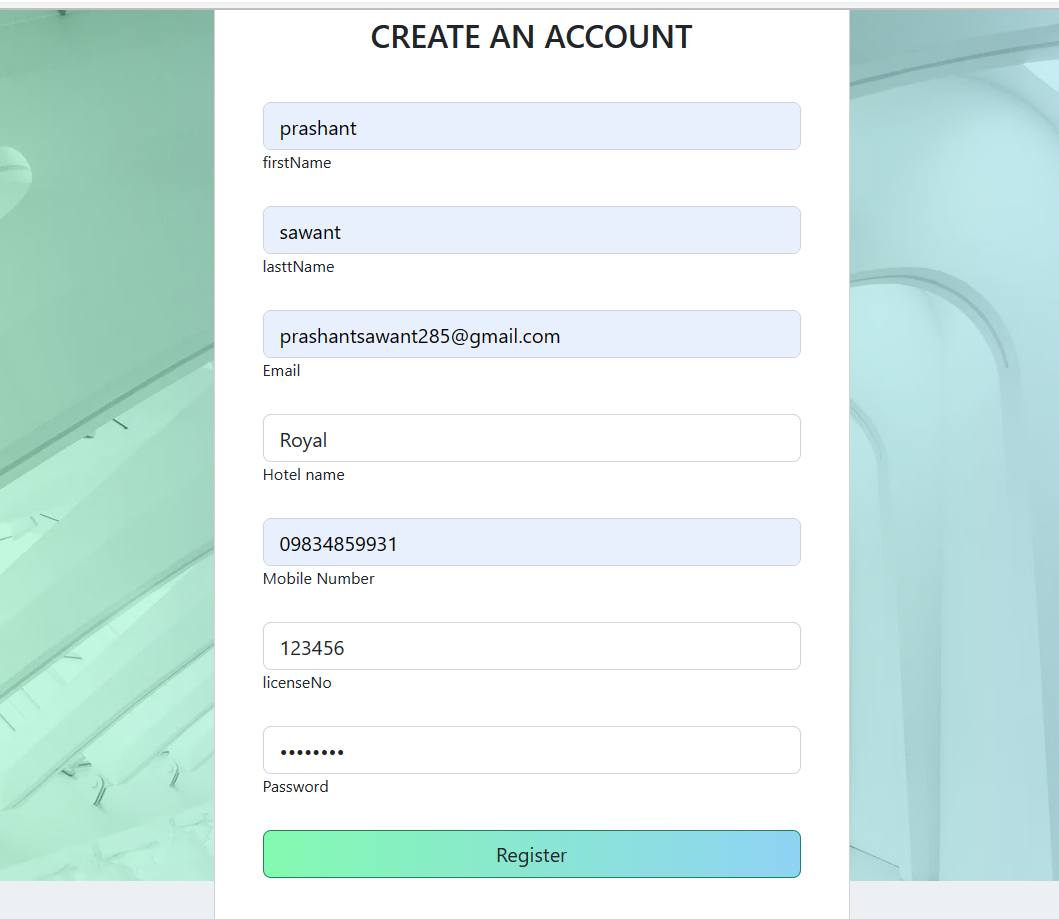 CREATE AN ACCOUNT
prashant
firstName
sawant
lasttName
prashantsawant285@gmail.com
Email
Royal
Hotel name
09834859931
Mobile Number
123456
licenseNo
••••••••
Password
Register